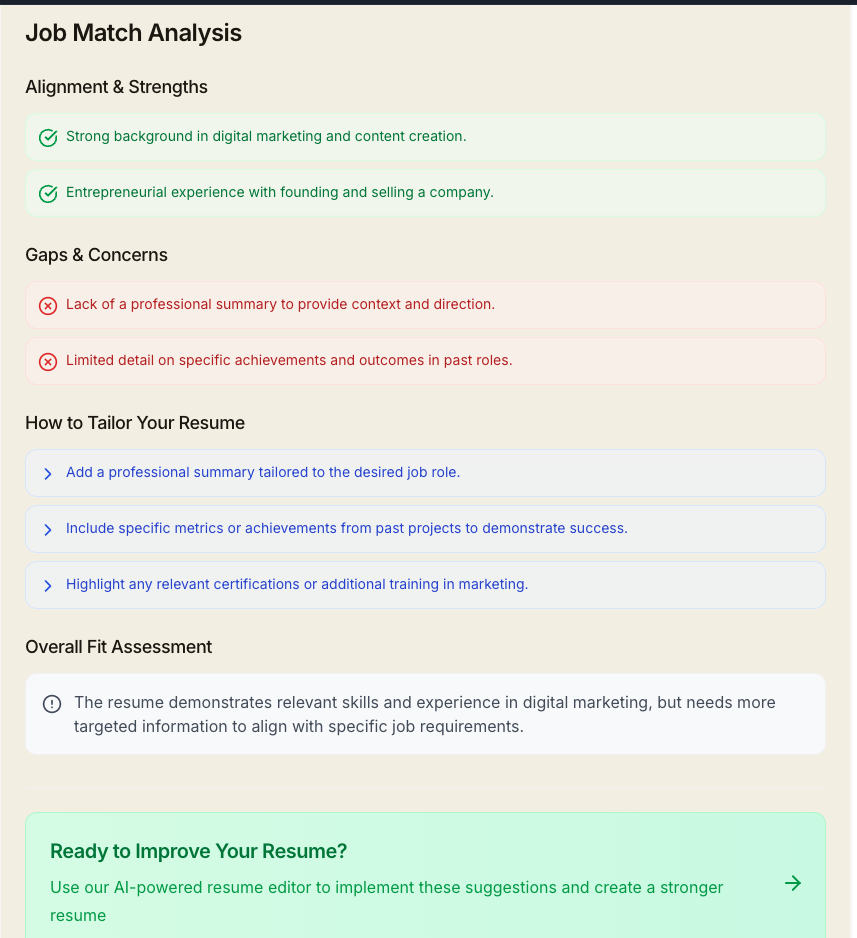 Job Match Analysis
Alignment & Strengths
Strong background in digital marketing and content creation.
Entrepreneurial experience with founding and selling a company.
Gaps & Concerns
Lack of a professional summary to provide context and direction.
Limited detail on specific achievements and outcomes in past roles.
How to Tailor Your Resume
Add a professional summary tailored to the desired job role.
Include specific metrics or achievements from past projects to demonstrate success.
Highlight any relevant certifications or additional training in marketing.
Overall Fit Assessment
The resume demonstrates relevant skills and experience in digital marketing, but needs more
targeted information to align with specific job requirements.
Ready to Improve Your Resume?
Use our AI-powered resume editor to implement these suggestions and create a stronger
resume